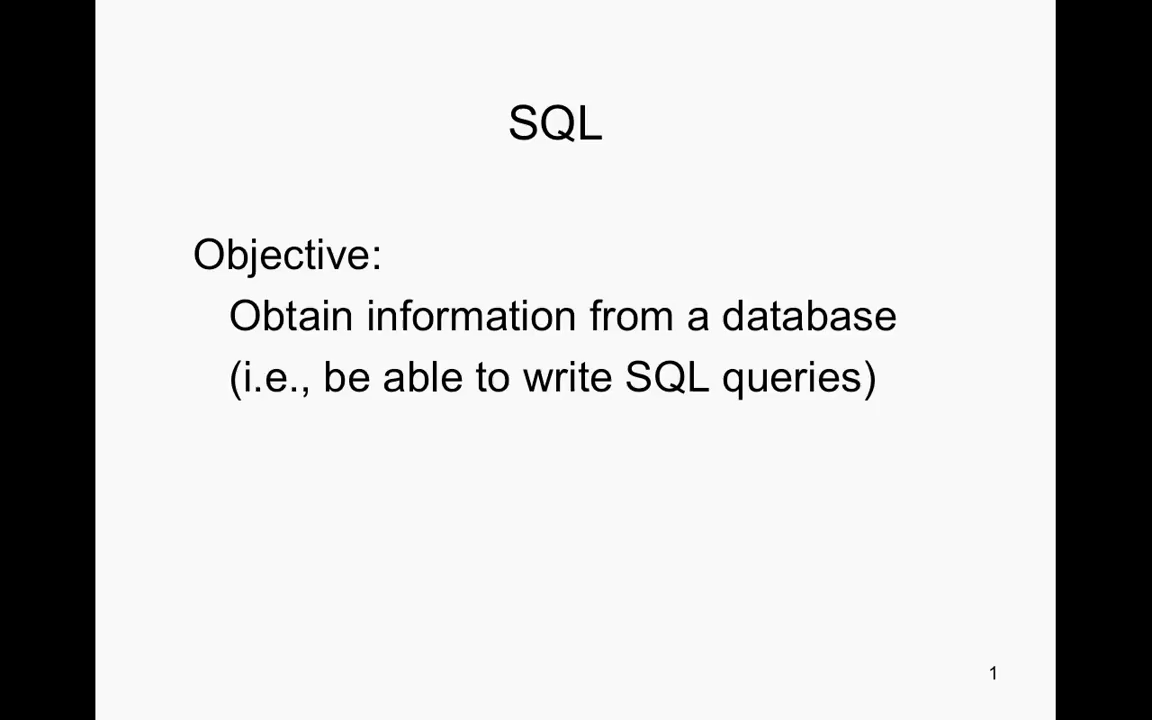 SQL
Objective:
Obtain information from a database
(i.e., be able to write SQL queries)
1